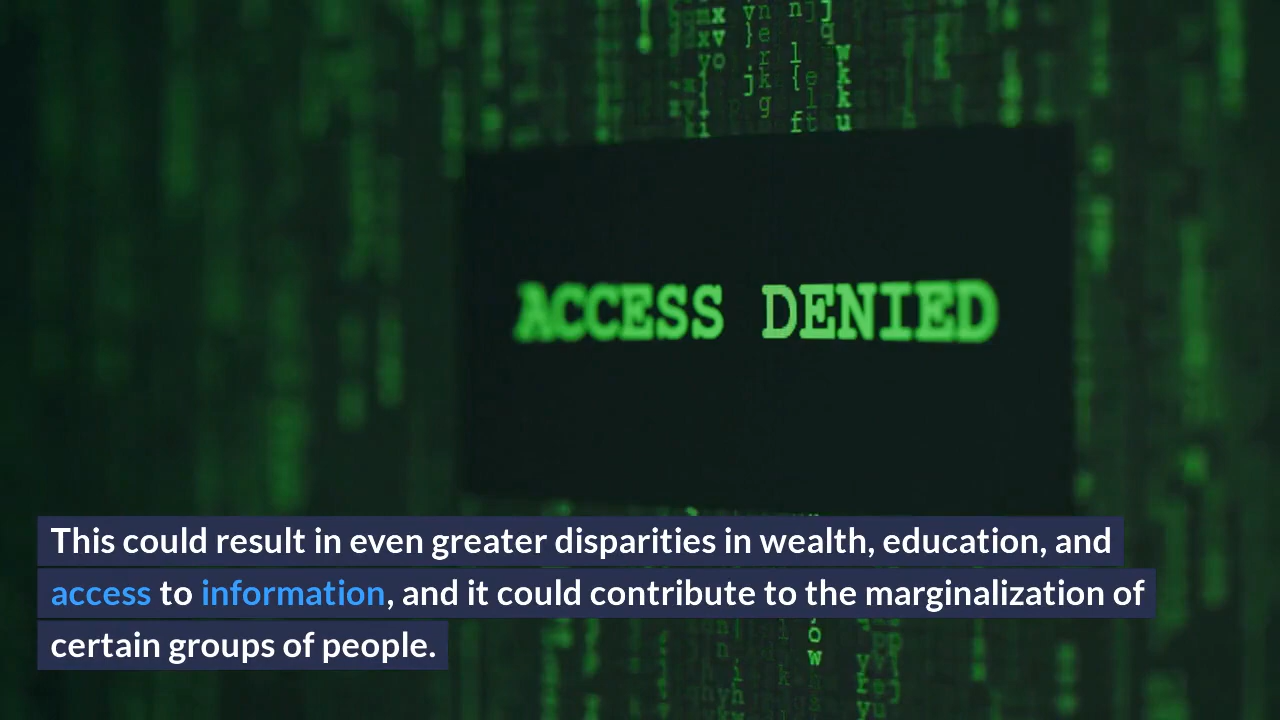 ACCESS DENIED
This could result in even greater disparities in wealth, education, and
access to information, and it could contribute to the marginalization of
certain groups of people.